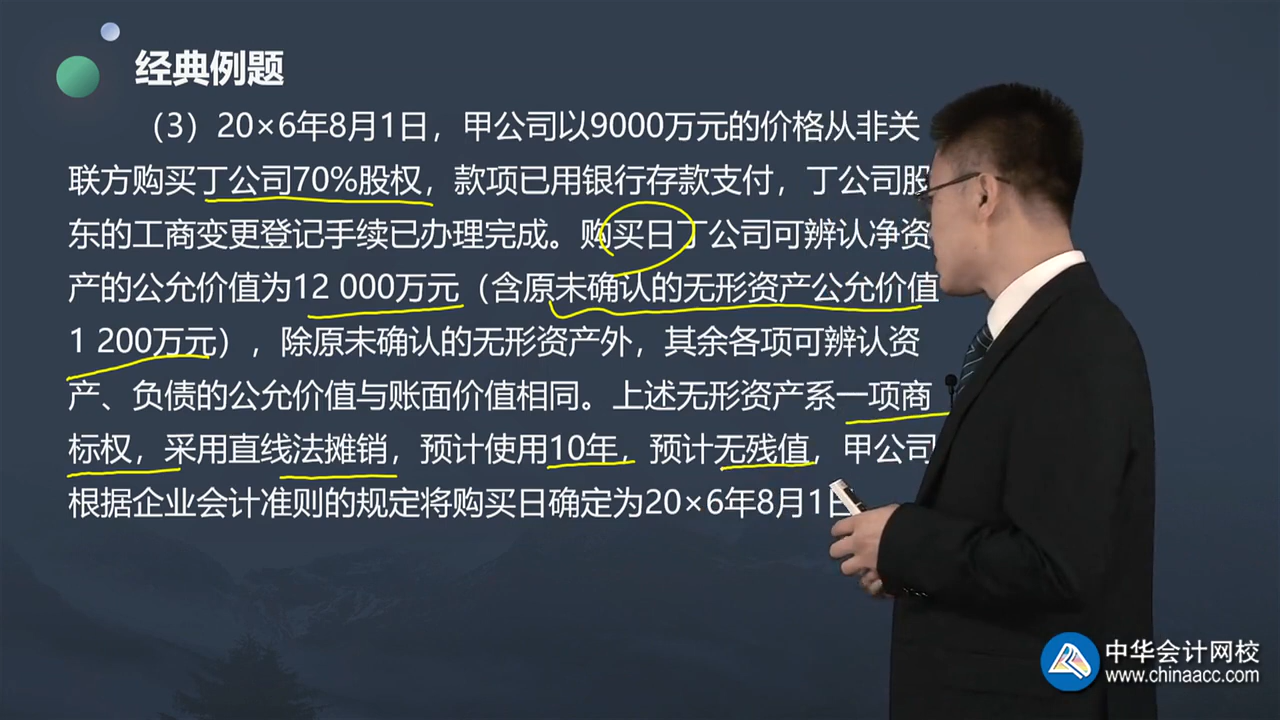 经典例题
（3）20×6年8月1日，甲公司以9000万元的价格从非关
联方购买丁公司70%股权，款项已用银行存款支付，丁公司股
东的工商变更登记手续已办理完成。购买日丁公司可辨认净资
产的公允价值为12 000万元（含原未确认的无形资产公允价值
1 200万元），除原未确认的无形资产外，其余各项可辨认资
产、负债的公允价值与账面价值相同。上述无形资产系一项商
标权，采用直线法摊销，预计使用10年，预计无残值，甲公司
根据企业会计准则的规定将购买日确定为20×6年8月1日
中华会计网校
www.chinaacc.com